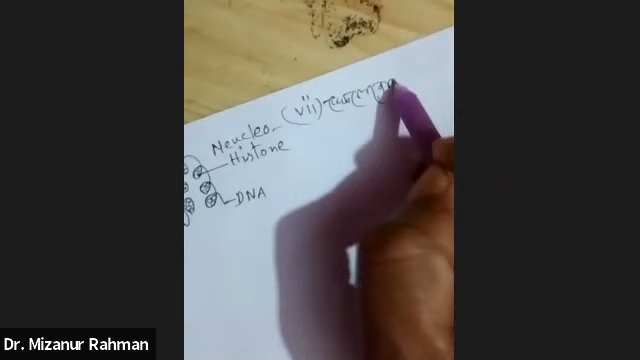 (vii)
Neucleo-
Histone
DNA
Dr. Mizanur Rahman